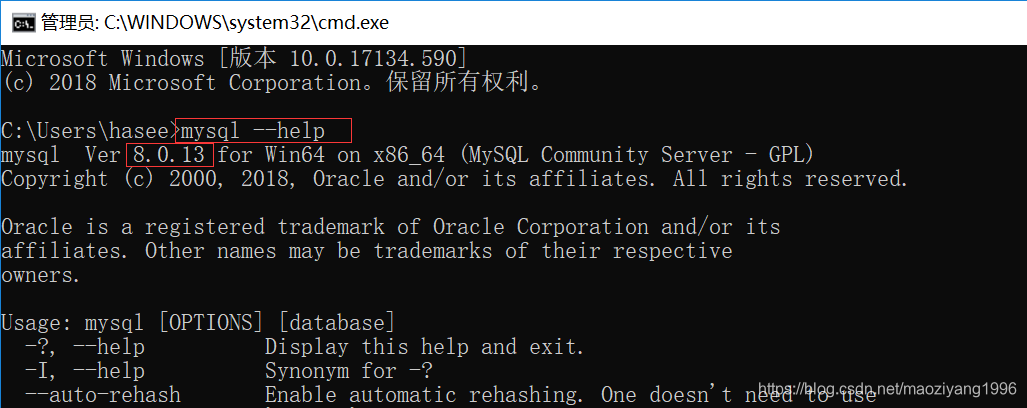 管理员: C:\WINDOWS\system32\cmd.exe
Microsoft Windows [版本 10.0.17134.590]
(c) 2018 Microsoft Corporation。保留所有权利。
C:\Users\hasee>mysql --help
mysql  Ver 8.0.13 for Win64 on x86_64 (MySQL Community Server - GPL)
Copyright (c) 2000, 2018, Oracle and/or its affiliates. All rights reserved.
Oracle is a registered trademark of Oracle Corporation and/or its
affiliates. Other names may be trademarks of their respective
owners.
Usage: mysql [OPTIONS] [database]
-?, --help          Display this help and exit.
-I, --help          Synonym for -?
--auto-rehash       Enable automatic rehashing. One doesn't need to use
https://blog.csdn.net/maoziyang1996